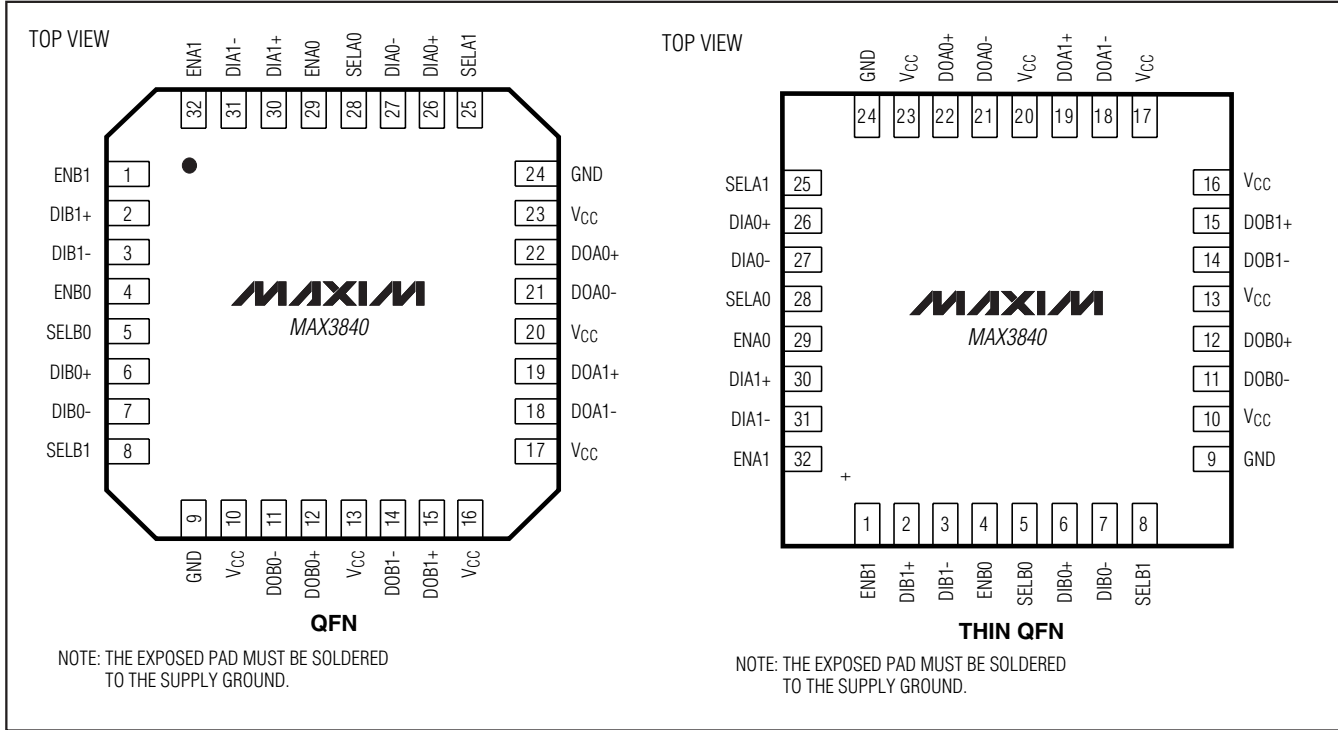 TOP VIEW
ENA1 DIA1- DIA1+ ENA0 SELA0 DIA0- DIA0+ SELA1
32 31 30 29 28 27 26 25
ENB1 1
DIB1+ 2
DIB1- 3
ENB0 4
SELB0 5
DIB0+ 6
DIB0- 7
SELB1 8
MAXIM
MAX3840
24 GND
23 VCC
22 DOA0+
21 DOA0-
20 VCC
19 DOA1+
18 DOA1-
17 VCC
9 10 11 12 13 14 15 16
GND VCC DOB0- DOB0+ VCC DOB1- DOB1+ VCC
QFN
NOTE: THE EXPOSED PAD MUST BE SOLDERED
TO THE SUPPLY GROUND.
TOP VIEW
GND VCC DOA0+ DOA0- VCC DOA1+ DOA1- VCC
24 23 22 21 20 19 18 17
SELA1 25
DIA0+ 26
DIA0- 27
SELA0 28
ENA0 29
DIA1+ 30
DIA1- 31
ENA1 32
+
MAXIM
MAX3840
16 VCC
15 DOB1+
14 DOB1-
13 VCC
12 DOB0+
11 DOB0-
10 VCC
9 GND
1 2 3 4 5 6 7 8
ENB1 DIB1+ DIB1- ENB0 SELB0 DIB0+ DIB0- SELB1
THIN QFN
NOTE: THE EXPOSED PAD MUST BE SOLDERED
TO THE SUPPLY GROUND.